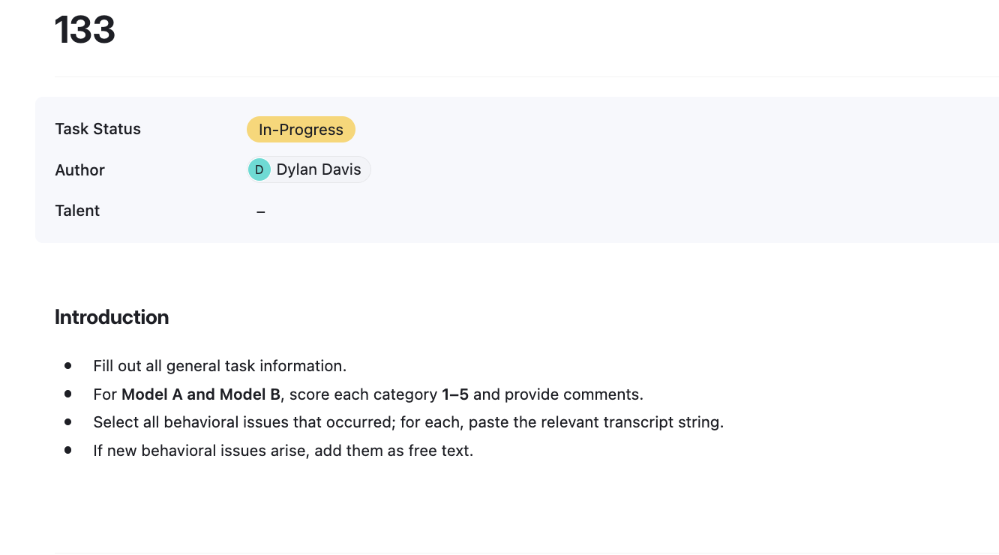 133
Task Status In-Progress
Author D Dylan Davis
Talent –
Introduction
• Fill out all general task information.
• For Model A and Model B, score each category 1–5 and provide comments.
• Select all behavioral issues that occurred; for each, paste the relevant transcript string.
• If new behavioral issues arise, add them as free text.